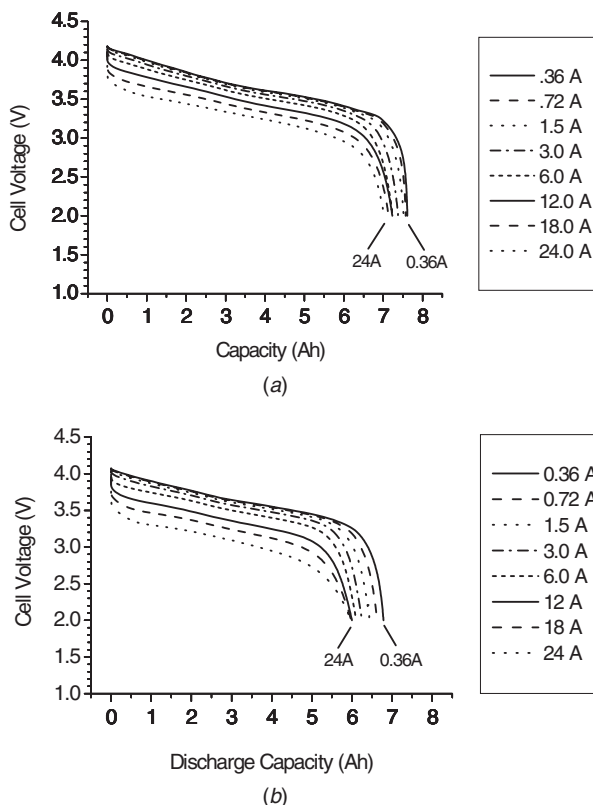 4.5
4.0
3.5
3.0
2.5
2.0
1.5
1.0
Cell Voltage (V)
0 1 2 3 4 5 6 7 8
Capacity (Ah)
24A
0.36A
.36 A
.72 A
1.5 A
3.0 A
6.0 A
12.0 A
18.0 A
24.0 A
(a)
4.5
4.0
3.5
3.0
2.5
2.0
1.5
1.0
Cell Voltage (V)
0 1 2 3 4 5 6 7 8
Discharge Capacity (Ah)
24A
0.36A
0.36 A
0.72 A
1.5 A
3.0 A
6.0 A
12 A
18 A
24 A
(b)